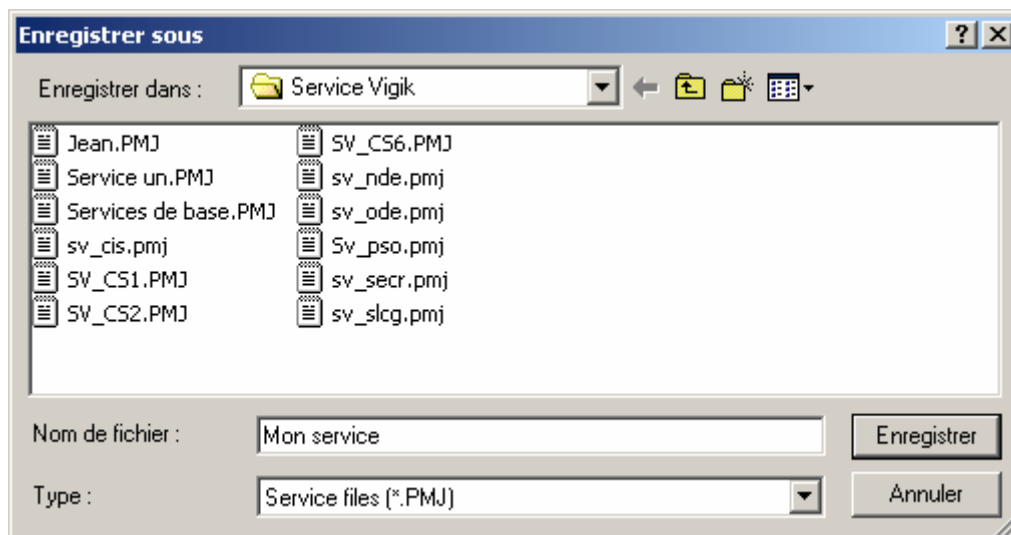 Enregistrer sous
Enregistrer dans :
Service Vigik
Jean.PMJ
Service un.PMJ
Services de base.PMJ
sv_cis.pmj
SV_CS1.PMJ
SV_CS2.PMJ
SV_CS6.PMJ
sv_nde.pmj
sv_ode.pmj
Sv_pso.pmj
sv_secr.pmj
sv_slcg.pmj
Nom de fichier :
Mon service
Enregistrer
Type :
Service files (*.PMJ)
Annuler